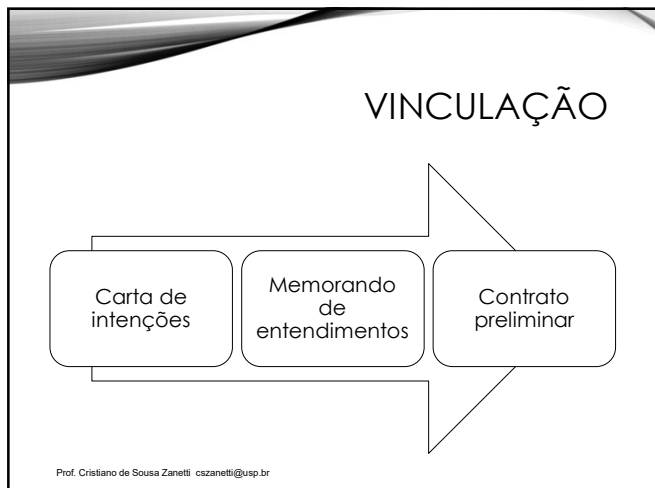 VINCULAÇÃO
Carta de
intenções
Memorando
de
entendimentos
Contrato
preliminar
Prof. Cristiano de Sousa Zanetti cszanetti@usp.br